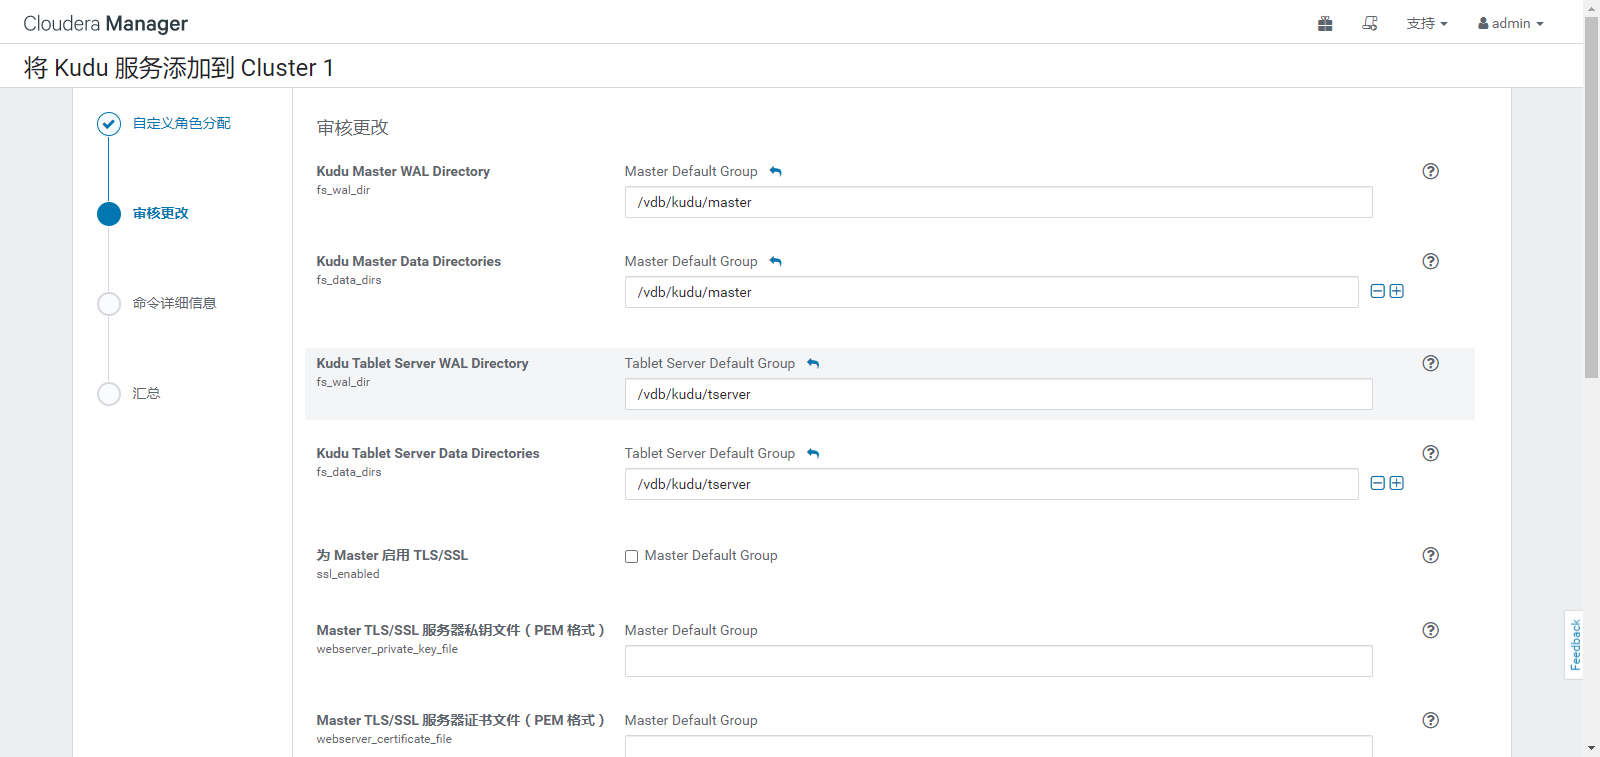 Cloudera Manager
支持
admin
将 Kudu 服务添加到 Cluster 1
自定义角色分配
审核更改
命令详细信息
汇总
审核更改
Kudu Master WAL Directory
fs_wal_dir
Master Default Group
/vdb/kudu/master
Kudu Master Data Directories
fs_data_dirs
Master Default Group
/vdb/kudu/master
Kudu Tablet Server WAL Directory
fs_wal_dir
Tablet Server Default Group
/vdb/kudu/tserver
Kudu Tablet Server Data Directories
fs_data_dirs
Tablet Server Default Group
/vdb/kudu/tserver
为 Master 启用 TLS/SSL
ssl_enabled
Master Default Group
Master TLS/SSL 服务器私钥文件（PEM 格式）
webserver_private_key_file
Master Default Group
Master TLS/SSL 服务器证书文件（PEM 格式）
webserver_certificate_file
Master Default Group
Feedback